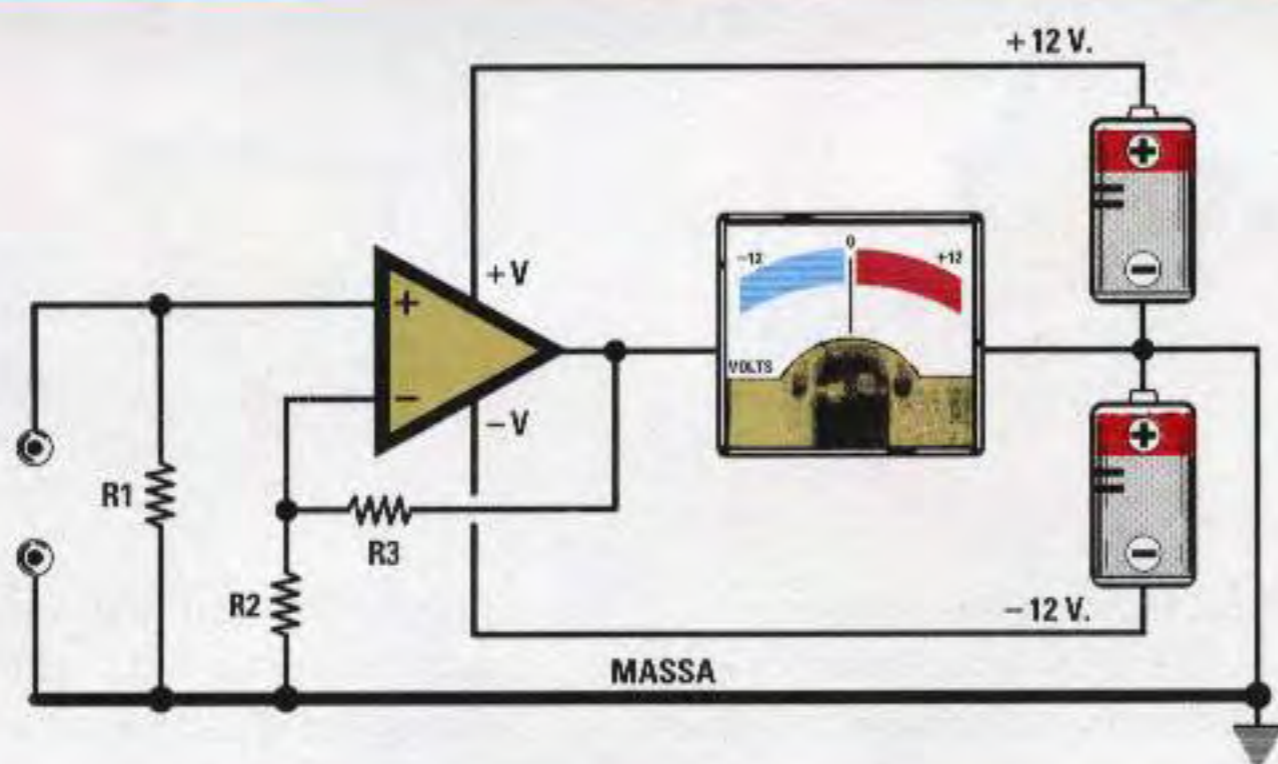 +12 V.
+
−
+V
−12
0
+12
VOLTS
+
−
−V
R1
R3
R2
+
−
−12 V.
MASSA